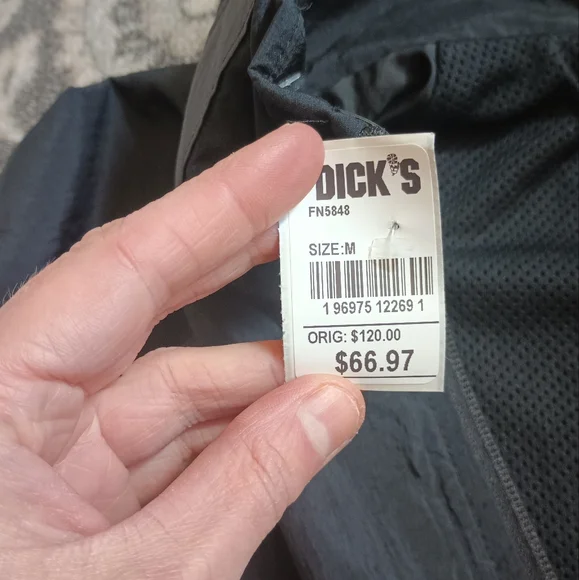 DICK'S
FN5848
SIZE:M
1 96975 12269 1
ORIG: $120.00
$66.97